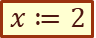 x := 2